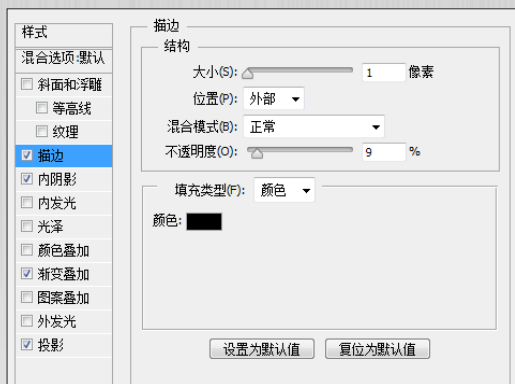 样式
混合选项:默认
斜面和浮雕
等高线
纹理
描边
内阴影
内发光
光泽
颜色叠加
渐变叠加
图案叠加
外发光
投影
描边
结构
大小(S): 1 像素
位置(P): 外部
混合模式(B): 正常
不透明度(O): 9 %
填充类型(F): 颜色
颜色:
设置为默认值 复位为默认值